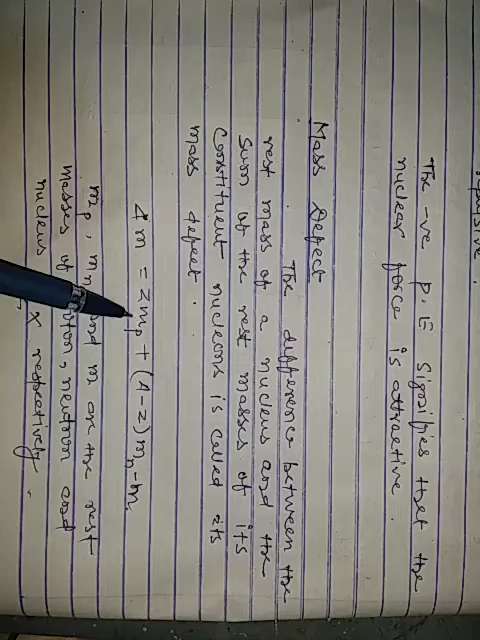 repulsive.
The -ve P.E signifies that the
nuclear force is attractive.
Mass Defect
The difference between the
rest mass of a nucleus and the
sum of the rest masses of its
constituent nucleons is called its
mass defect.
Δm = Zmp + (A-Z)mn - m
mp, mn and m are the rest
masses of proton, neutron and
nucleus X respectively.